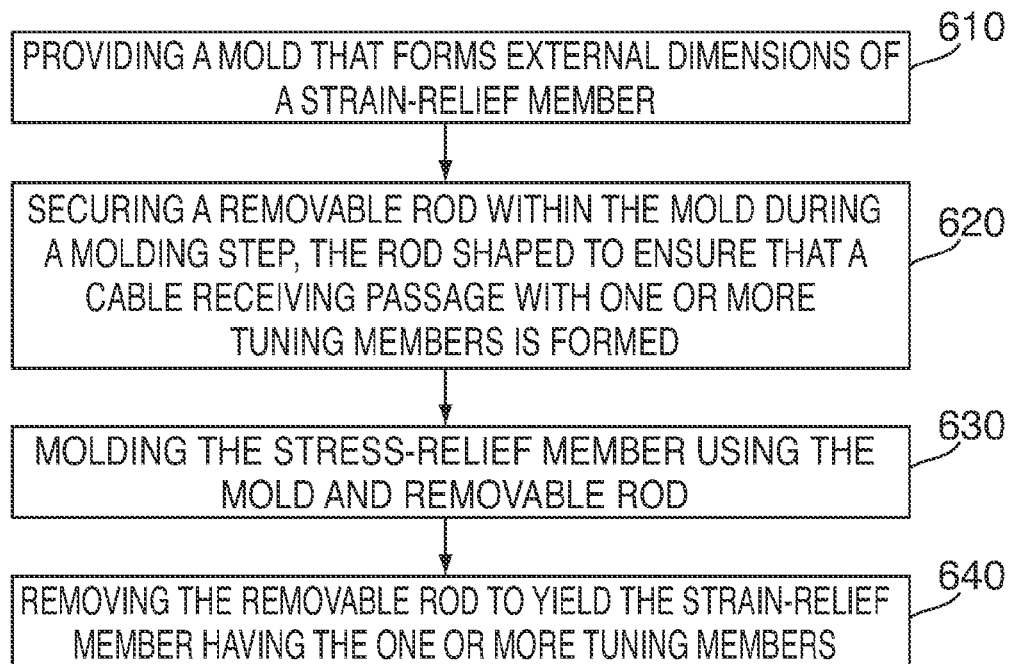 610
PROVIDING A MOLD THAT FORMS EXTERNAL DIMENSIONS OF
A STRAIN-RELIEF MEMBER
SECURING A REMOVABLE ROD WITHIN THE MOLD DURING
A MOLDING STEP, THE ROD SHAPED TO ENSURE THAT A
CABLE RECEIVING PASSAGE WITH ONE OR MORE
TUNING MEMBERS IS FORMED
620
MOLDING THE STRESS-RELIEF MEMBER USING THE
MOLD AND REMOVABLE ROD
630
REMOVING THE REMOVABLE ROD TO YIELD THE STRAIN-RELIEF
MEMBER HAVING THE ONE OR MORE TUNING MEMBERS
640